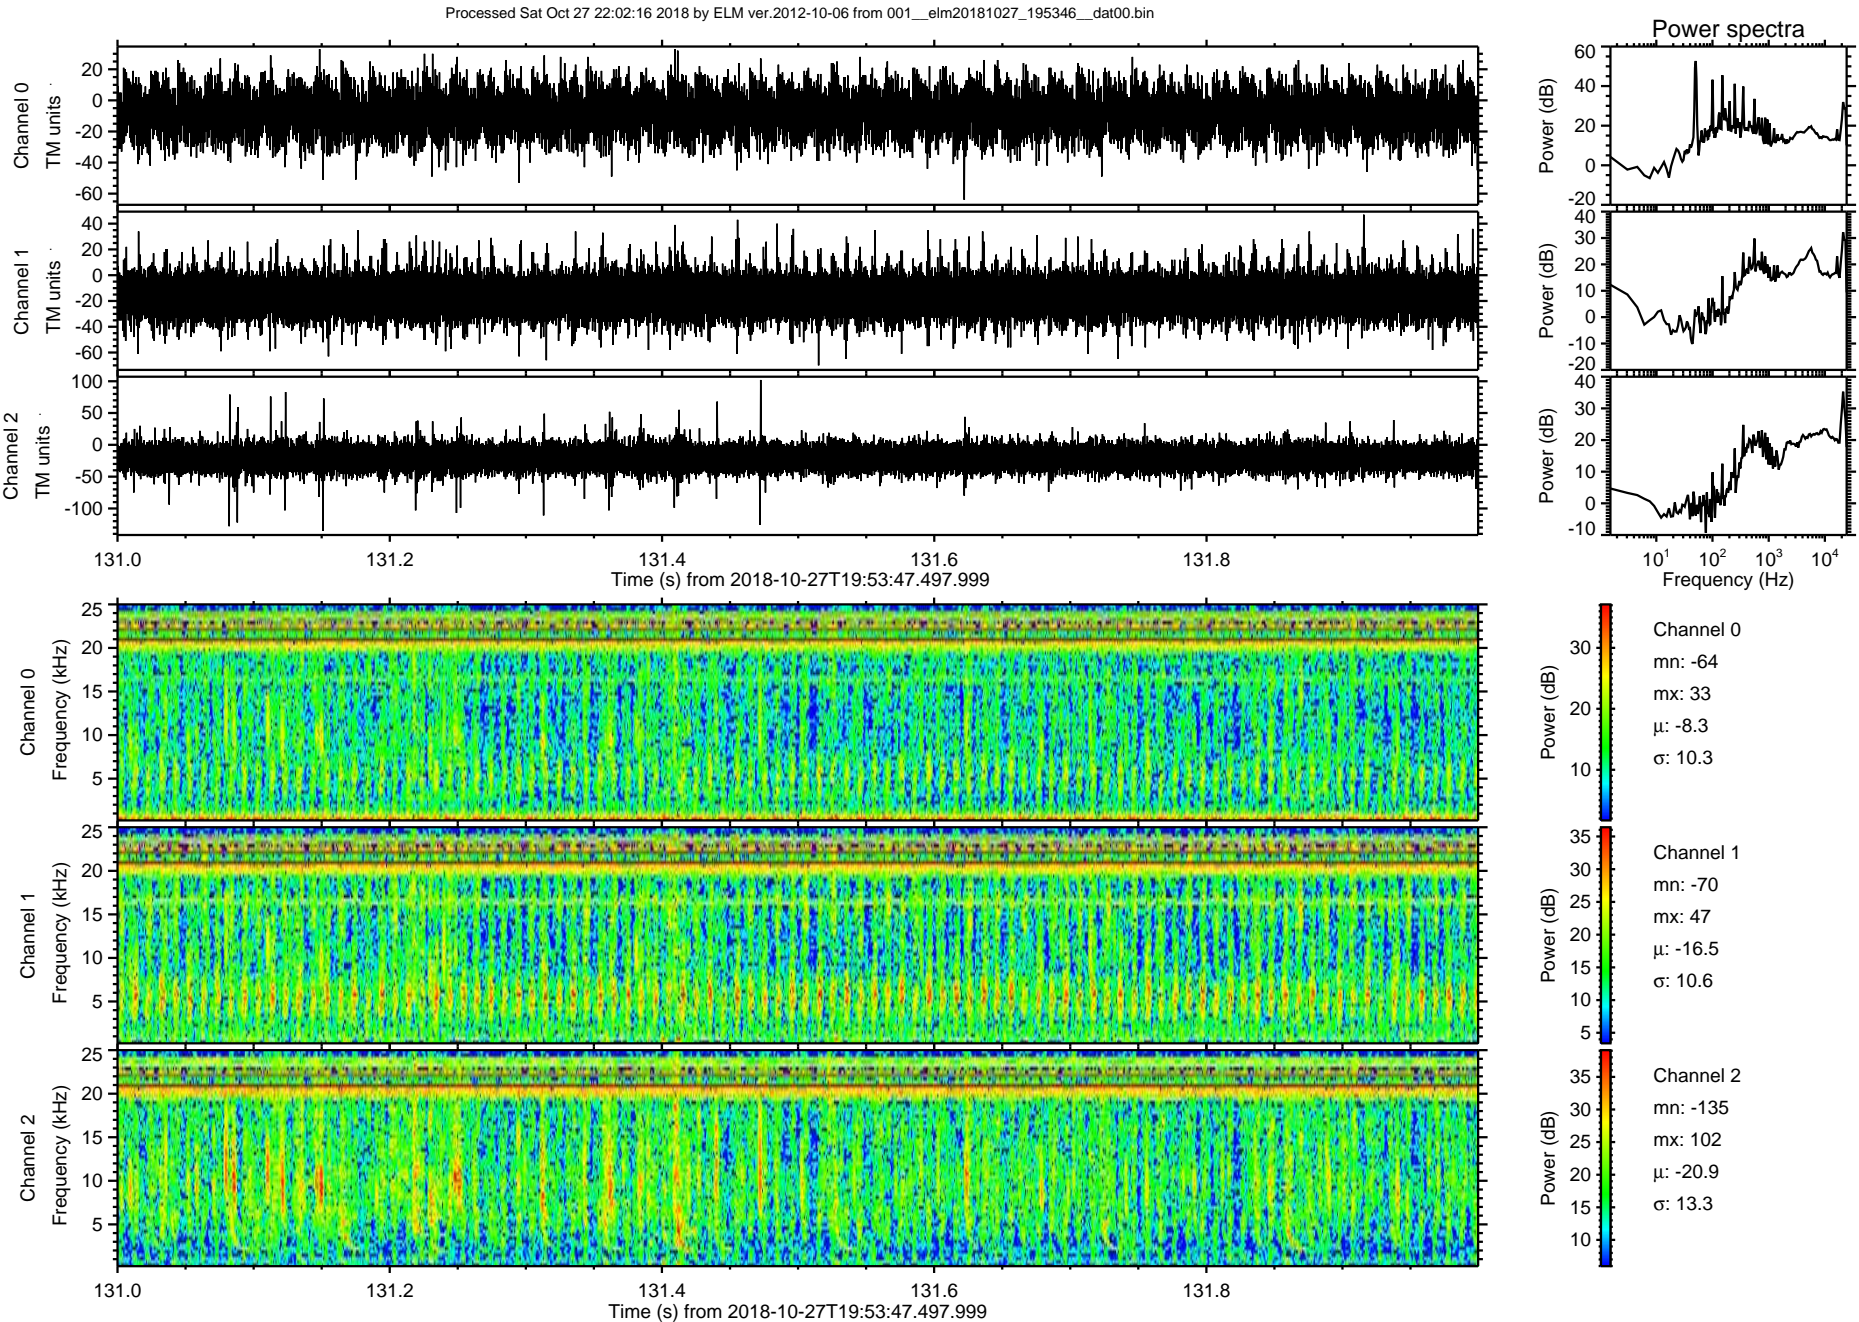 Processed Sat Oct 27 22:02:16 2018 by ELM ver.2012-10-06 from 001__elm20181027_195346__dat00.bin
Power spectra
Channel 0
TM units
20
0
-20
-40
-60
Power (dB)
60
40
20
0
-20
Channel 1
TM units
40
20
0
-20
-40
-60
Power (dB)
40
30
20
10
0
-10
-20
Channel 2
TM units
100
50
0
-50
-100
Power (dB)
40
30
20
10
0
-10
131.0 131.2 131.4 131.6 131.8
Time (s) from 2018-10-27T19:53:47.497.999
10^1 10^2 10^3 10^4
Frequency (Hz)
Channel 0
Frequency (kHz)
25
20
15
10
5
Power (dB)
30
20
10
Channel 0
mn: -64
mx: 33
μ: -8.3
σ: 10.3
Channel 1
Frequency (kHz)
25
20
15
10
5
Power (dB)
35
30
25
20
15
10
5
Channel 1
mn: -70
mx: 47
μ: -16.5
σ: 10.6
Channel 2
Frequency (kHz)
25
20
15
10
5
Power (dB)
35
30
25
20
15
10
Channel 2
mn: -135
mx: 102
μ: -20.9
σ: 13.3
131.0 131.2 131.4 131.6 131.8
Time (s) from 2018-10-27T19:53:47.497.999